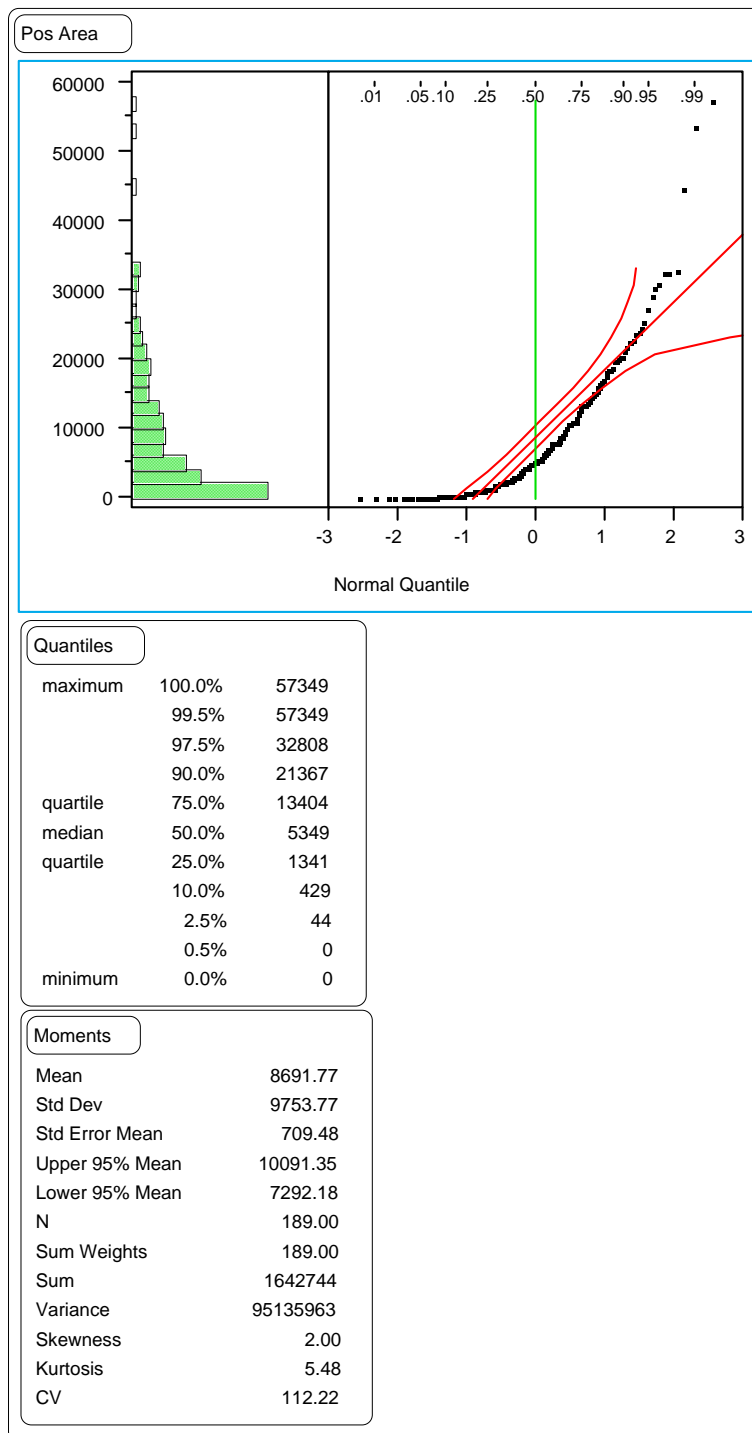 Pos Area
60000
50000
40000
30000
20000
10000
0
.01 .05 .10 .25 .50 .75 .90 .95 .99
-3 -2 -1 0 1 2 3
Normal Quantile
Quantiles
maximum 100.0% 57349
99.5% 57349
97.5% 32808
90.0% 21367
quartile 75.0% 13404
median 50.0% 5349
quartile 25.0% 1341
10.0% 429
2.5% 44
0.5% 0
minimum 0.0% 0
Moments
Mean 8691.77
Std Dev 9753.77
Std Error Mean 709.48
Upper 95% Mean 10091.35
Lower 95% Mean 7292.18
N 189.00
Sum Weights 189.00
Sum 1642744
Variance 95135963
Skewness 2.00
Kurtosis 5.48
CV 112.22